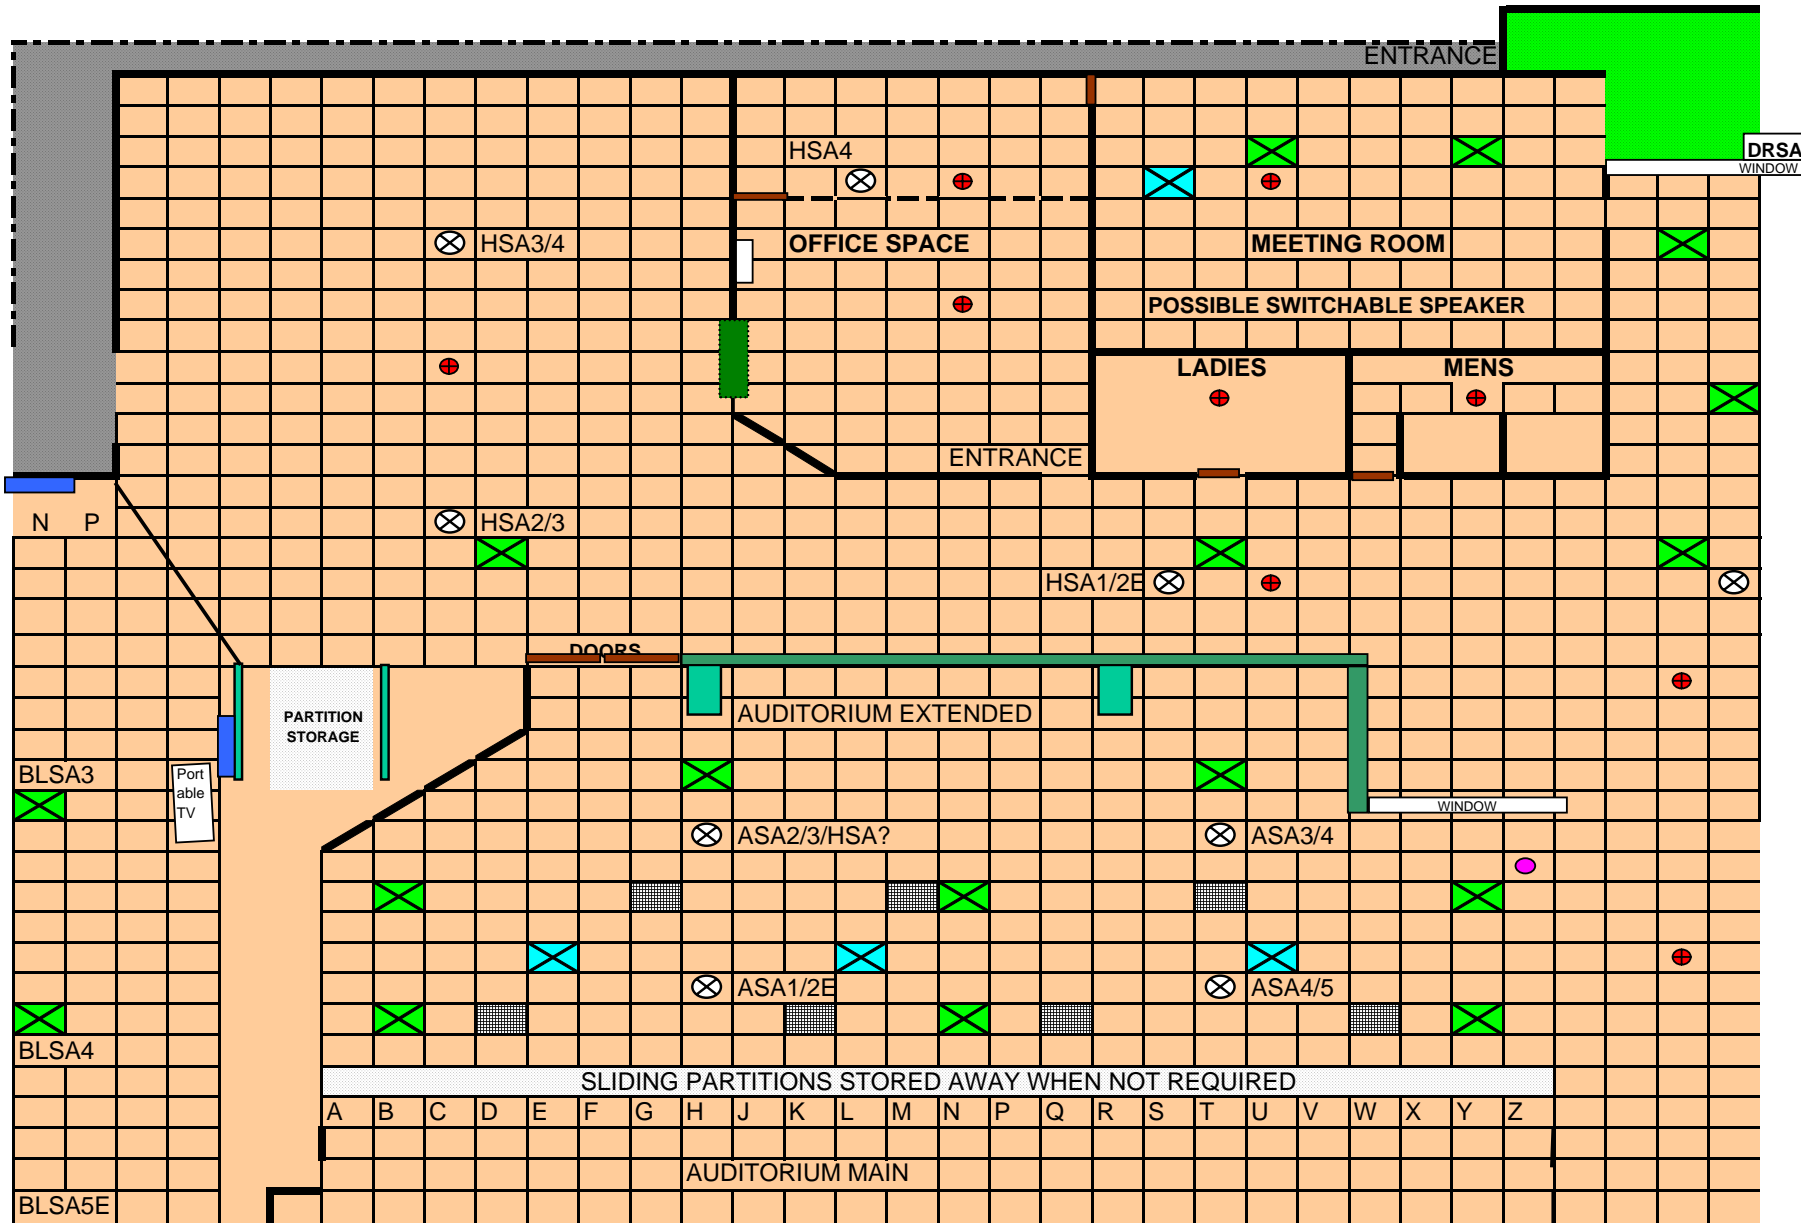 ENTRANCE
HSA4
DRSA
WINDOW
HSA3/4
OFFICE SPACE
MEETING ROOM
POSSIBLE SWITCHABLE SPEAKER
LADIES
MENS
ENTRANCE
N P
HSA2/3
HSA1/2E
DOORS
PARTITION
STORAGE
AUDITORIUM EXTENDED
BLSA3
Port
able
TV
WINDOW
ASA2/3/HSA?
ASA3/4
ASA1/2E
ASA4/5
BLSA4
SLIDING PARTITIONS STORED AWAY WHEN NOT REQUIRED
A B C D E F G H J K L M N P Q R S T U V W X Y Z
AUDITORIUM MAIN
BLSA5E